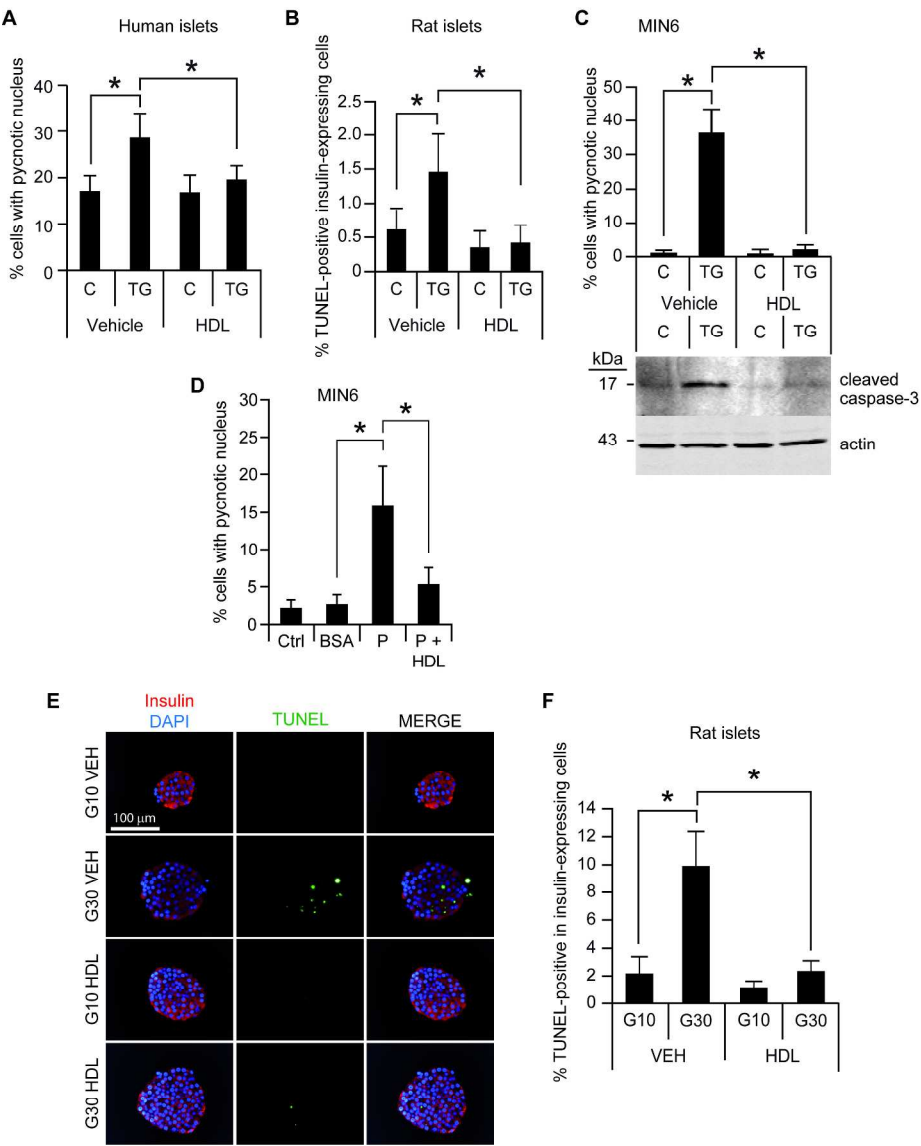 A
Human islets
% cells with pycnotic nucleus
40
30
20
10
0
*
*
C TG C TG
Vehicle HDL
B
Rat islets
% TUNEL-positive insulin-expressing cells
2.5
2.0
1.5
1.0
0.5
0
*
*
C TG C TG
Vehicle HDL
C
MIN6
% cells with pycnotic nucleus
50
40
30
20
10
0
*
*
C TG C TG
Vehicle HDL
C TG C TG
kDa
17
cleaved
caspase-3
43
actin
D
MIN6
% cells with pycnotic nucleus
30
25
20
15
10
5
0
*
*
Ctrl BSA P P +
HDL
E
Insulin
DAPI TUNEL MERGE
G10 VEH
100 μm
G30 VEH
G10 HDL
G30 HDL
F
Rat islets
% TUNEL-positive in insulin-expressing cells
14
12
10
8
6
4
2
0
*
*
G10 G30 G10 G30
VEH HDL